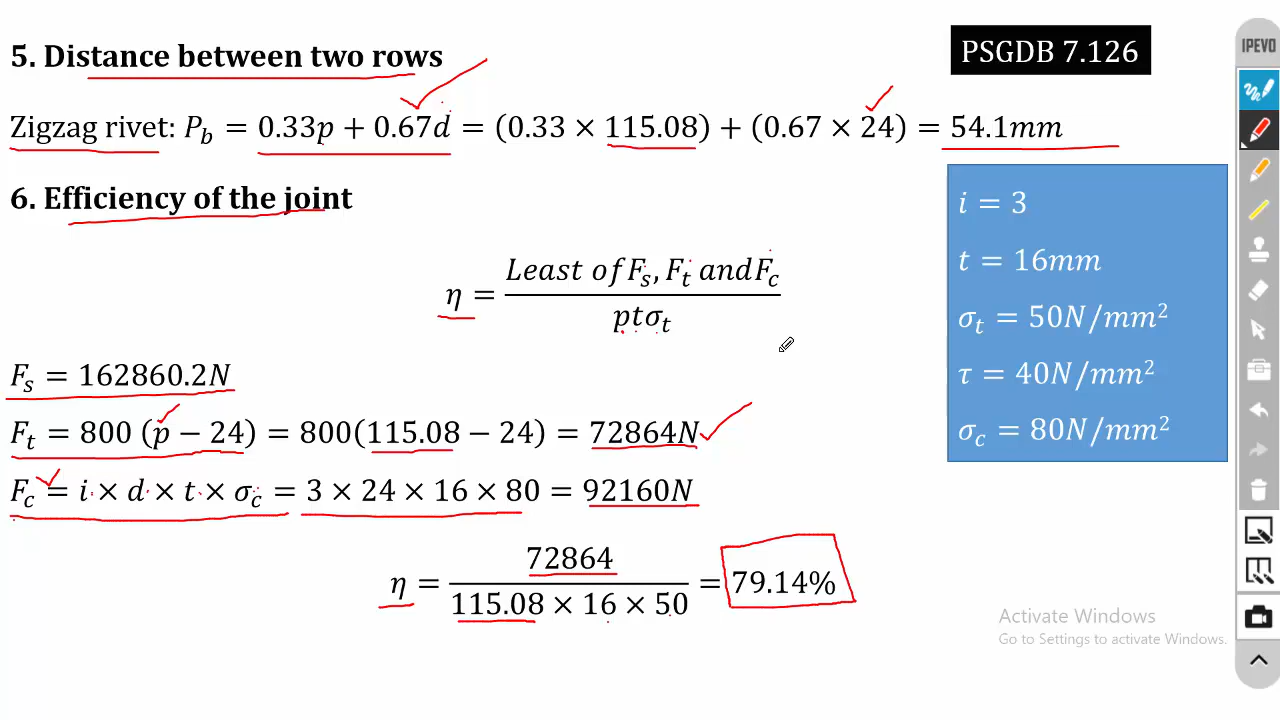 5. Distance between two rows
PSGDB 7.126
IPEVO
Zigzag rivet: P_b = 0.33p + 0.67d = (0.33 × 115.08) + (0.67 × 24) = 54.1mm
6. Efficiency of the joint
i = 3
t = 16mm
σ_t = 50N/mm²
τ = 40N/mm²
σ_c = 80N/mm²
η = Least of F_s, F_t and F_c / p t σ_t
F_s = 162860.2N
F_t = 800 (p − 24) = 800(115.08 − 24) = 72864N
F_c = i × d × t × σ_c = 3 × 24 × 16 × 80 = 92160N
η = 72864 / 115.08 × 16 × 50 = 79.14%
Activate Windows
Go to Settings to activate Windows.